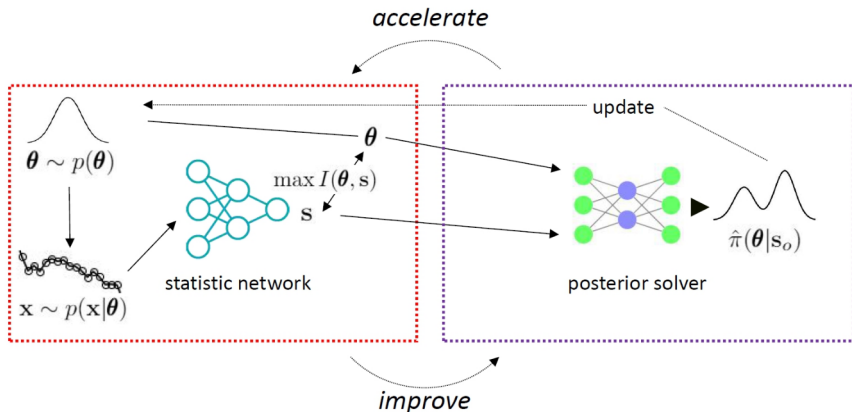 accelerate
update
θ
θ ∼ p(θ)
max I(θ, s)
s
π̂(θ|s_o)
statistic network
posterior solver
x ∼ p(x|θ)
improve